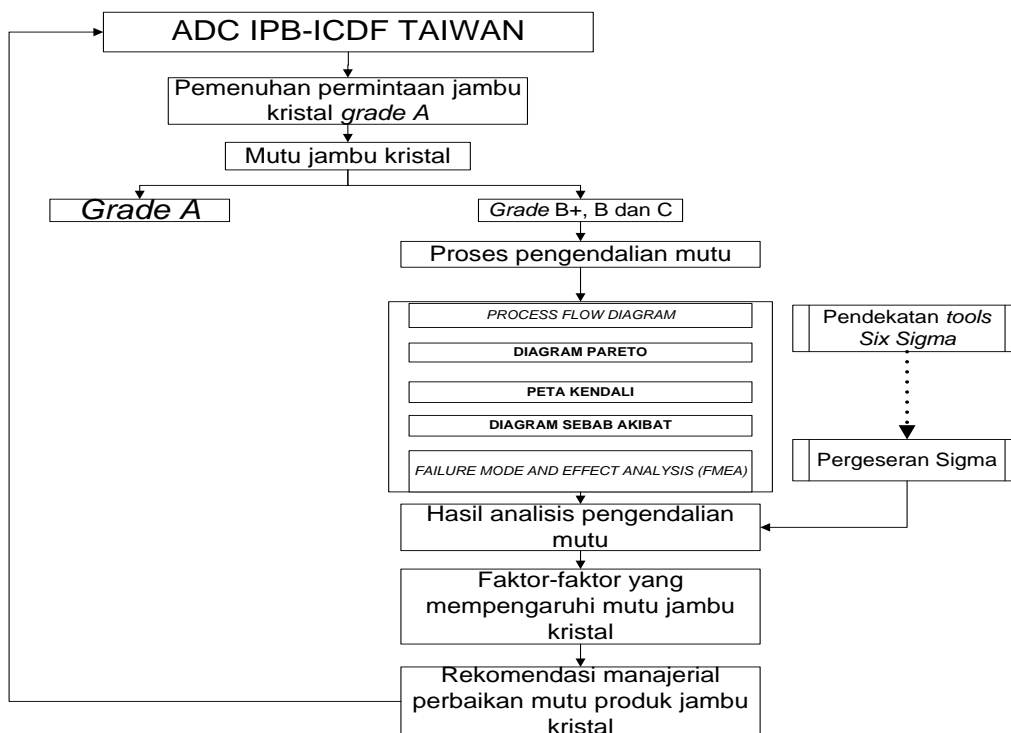 ADC IPB-ICDF TAIWAN
Pemenuhan permintaan jambu
kristal grade A
Mutu jambu kristal
Grade A
Grade B+, B dan C
Proses pengendalian mutu
PROCESS FLOW DIAGRAM
DIAGRAM PARETO
PETA KENDALI
DIAGRAM SEBAB AKIBAT
FAILURE MODE AND EFFECT ANALYSIS (FMEA)
Pendekatan tools
Six Sigma
Pergeseran Sigma
Hasil analisis pengendalian
mutu
Faktor-faktor yang
mempengaruhi mutu jambu
kristal
Rekomendasi manajerial
perbaikan mutu produk jambu
kristal